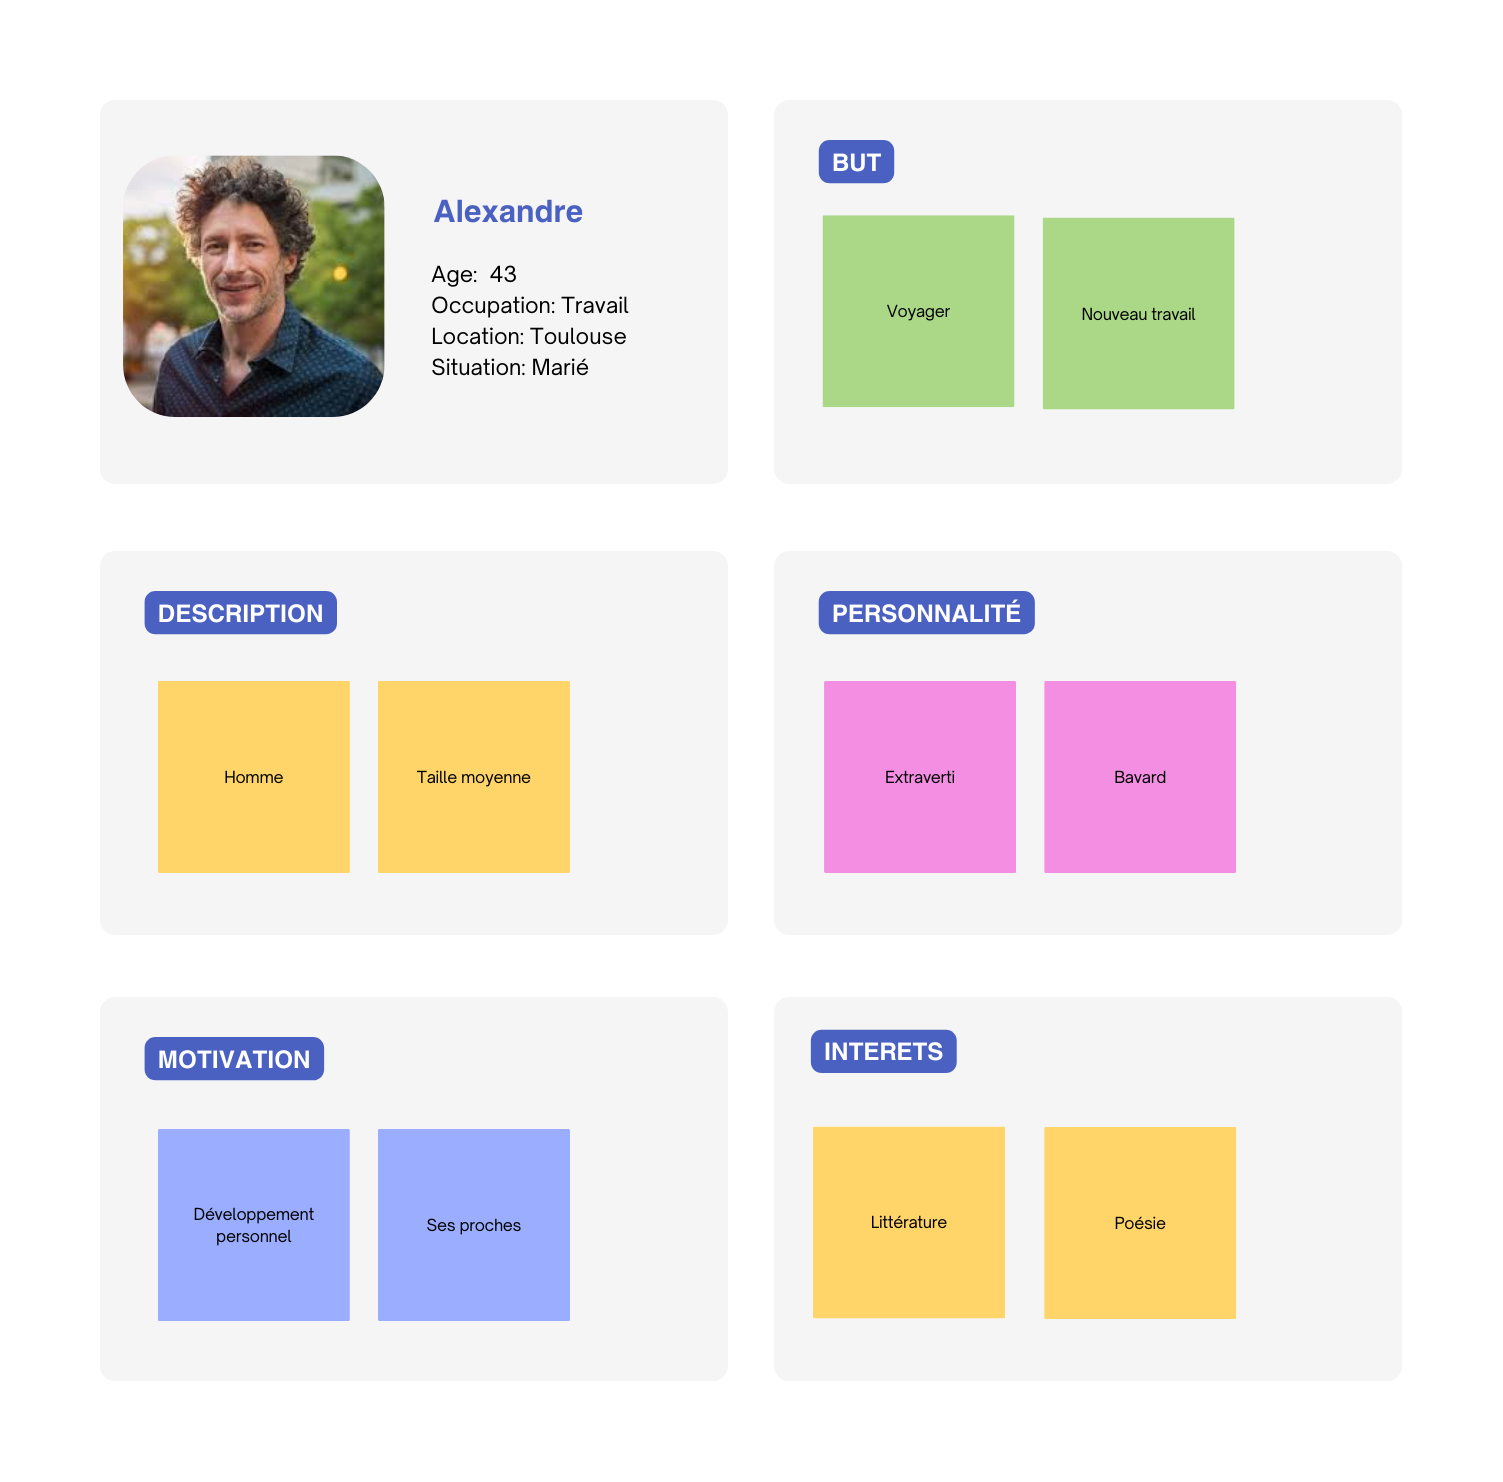 Alexandre
Age:  43
Occupation: Travail
Location: Toulouse
Situation: Marié
BUT
Voyager
Nouveau travail
DESCRIPTION
Homme
Taille moyenne
PERSONNALITÉ
Extraverti
Bavard
MOTIVATION
Développement
personnel
Ses proches
INTERETS
Littérature
Poésie